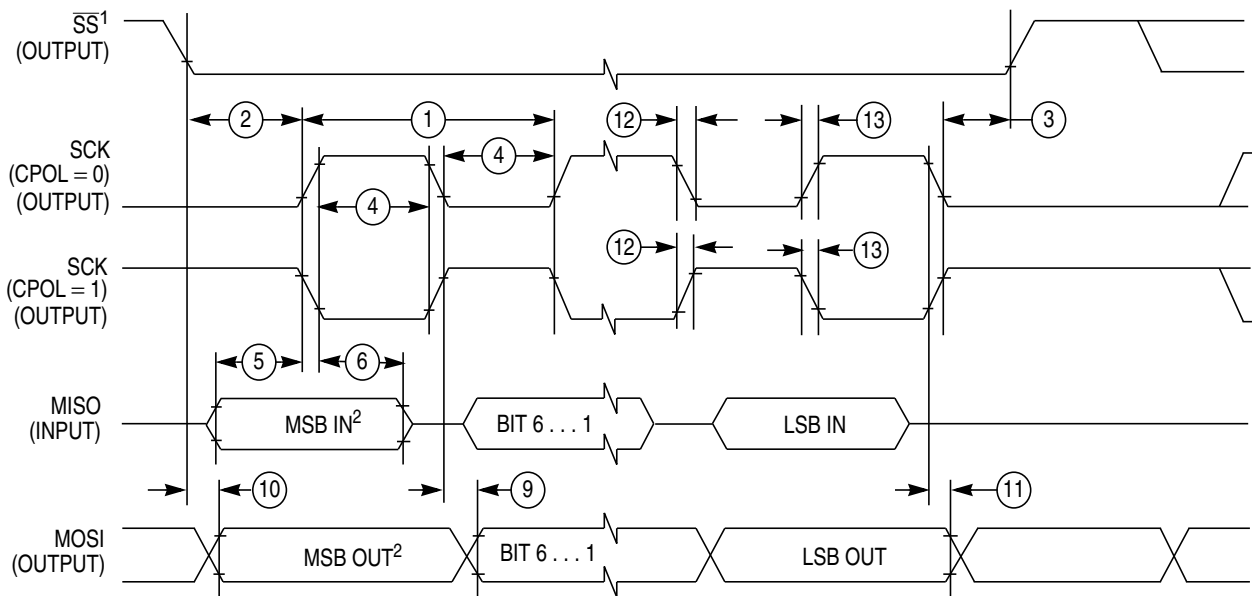 SS¹
(OUTPUT)
2
1
12
13
3
SCK
(CPOL = 0)
(OUTPUT)
4
4
12
13
SCK
(CPOL = 1)
(OUTPUT)
5
6
MISO
(INPUT)
MSB IN²
BIT 6 . . . 1
LSB IN
10
9
11
MOSI
(OUTPUT)
MSB OUT²
BIT 6 . . . 1
LSB OUT